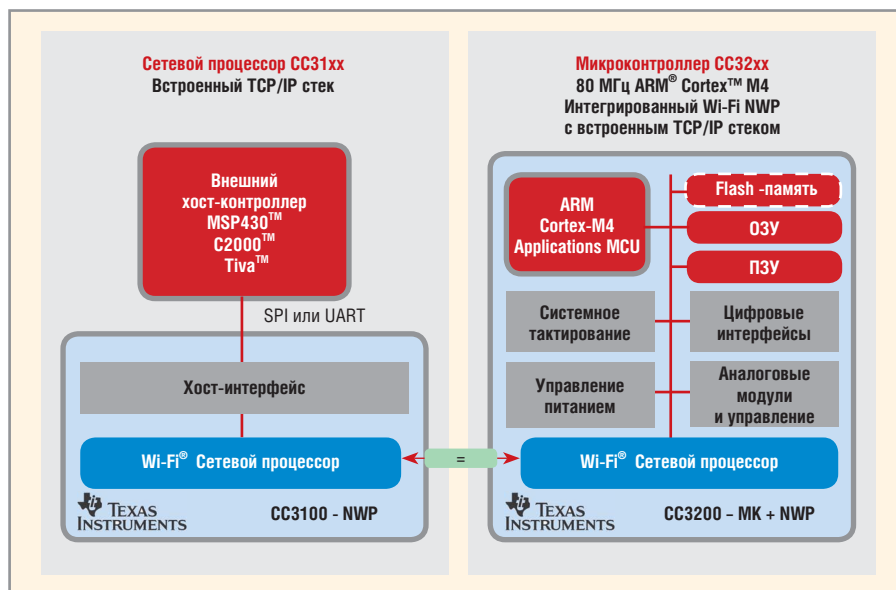 Сетевой процессор CC31xx
Встроенный TCP/IP стек
Внешний
хост-контроллер
MSP430™
C2000™
Tiva™
SPI или UART
Хост-интерфейс
Wi-Fi® Сетевой процессор
TEXAS
INSTRUMENTS
CC3100 - NWP
=
Микроконтроллер CC32xx
80 МГц ARM® Cortex™ M4
Интегрированный Wi-Fi NWP
с встроенным TCP/IP стеком
ARM
Cortex-M4
Applications MCU
Flash -память
ОЗУ
ПЗУ
Системное
тактирование
Цифровые
интерфейсы
Управление
питанием
Аналоговые
модули
и управление
Wi-Fi® Сетевой процессор
TEXAS
INSTRUMENTS
CC3200 – МК + NWP